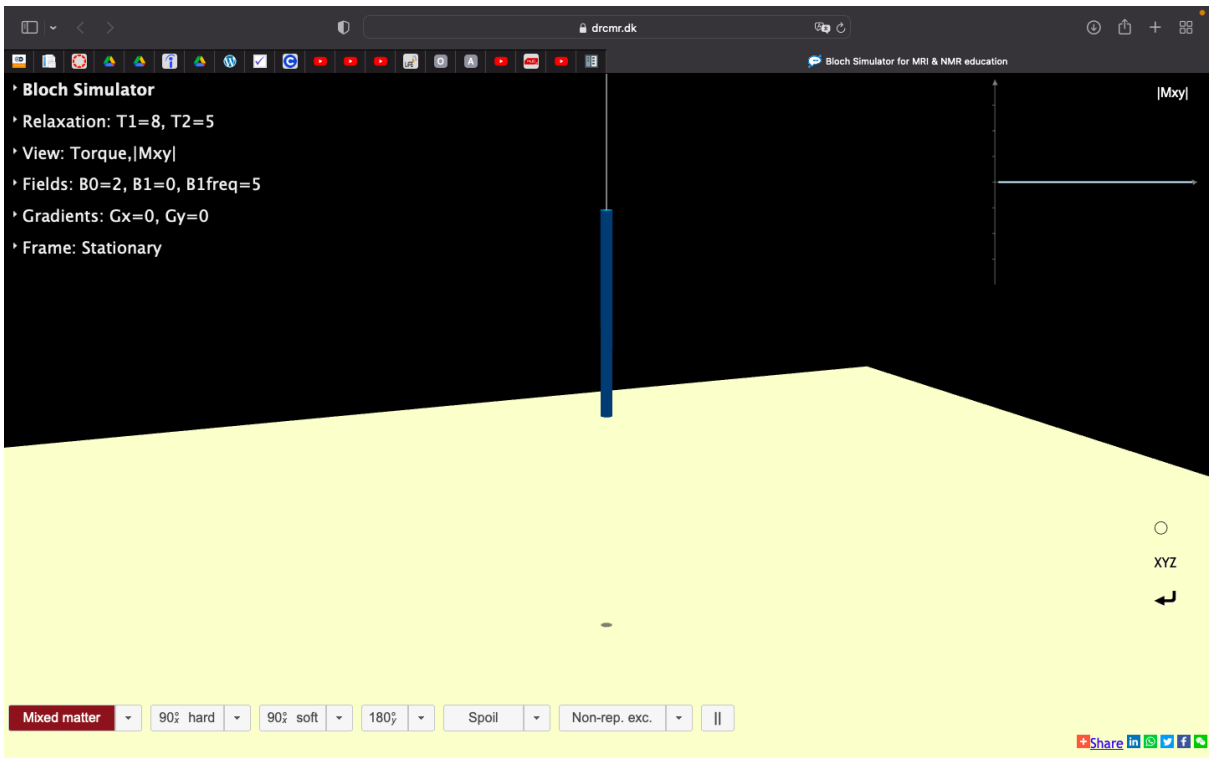 drcmr.dk
Bloch Simulator for MRI & NMR education
Bloch Simulator
Relaxation: T1=8, T2=5
View: Torque,|Mxy|
Fields: B0=2, B1=0, B1freq=5
Gradients: Gx=0, Gy=0
Frame: Stationary
|Mxy|
XYZ
Mixed matter
90°x hard
90°x soft
180°y
Spoil
Non-rep. exc.
||
Share